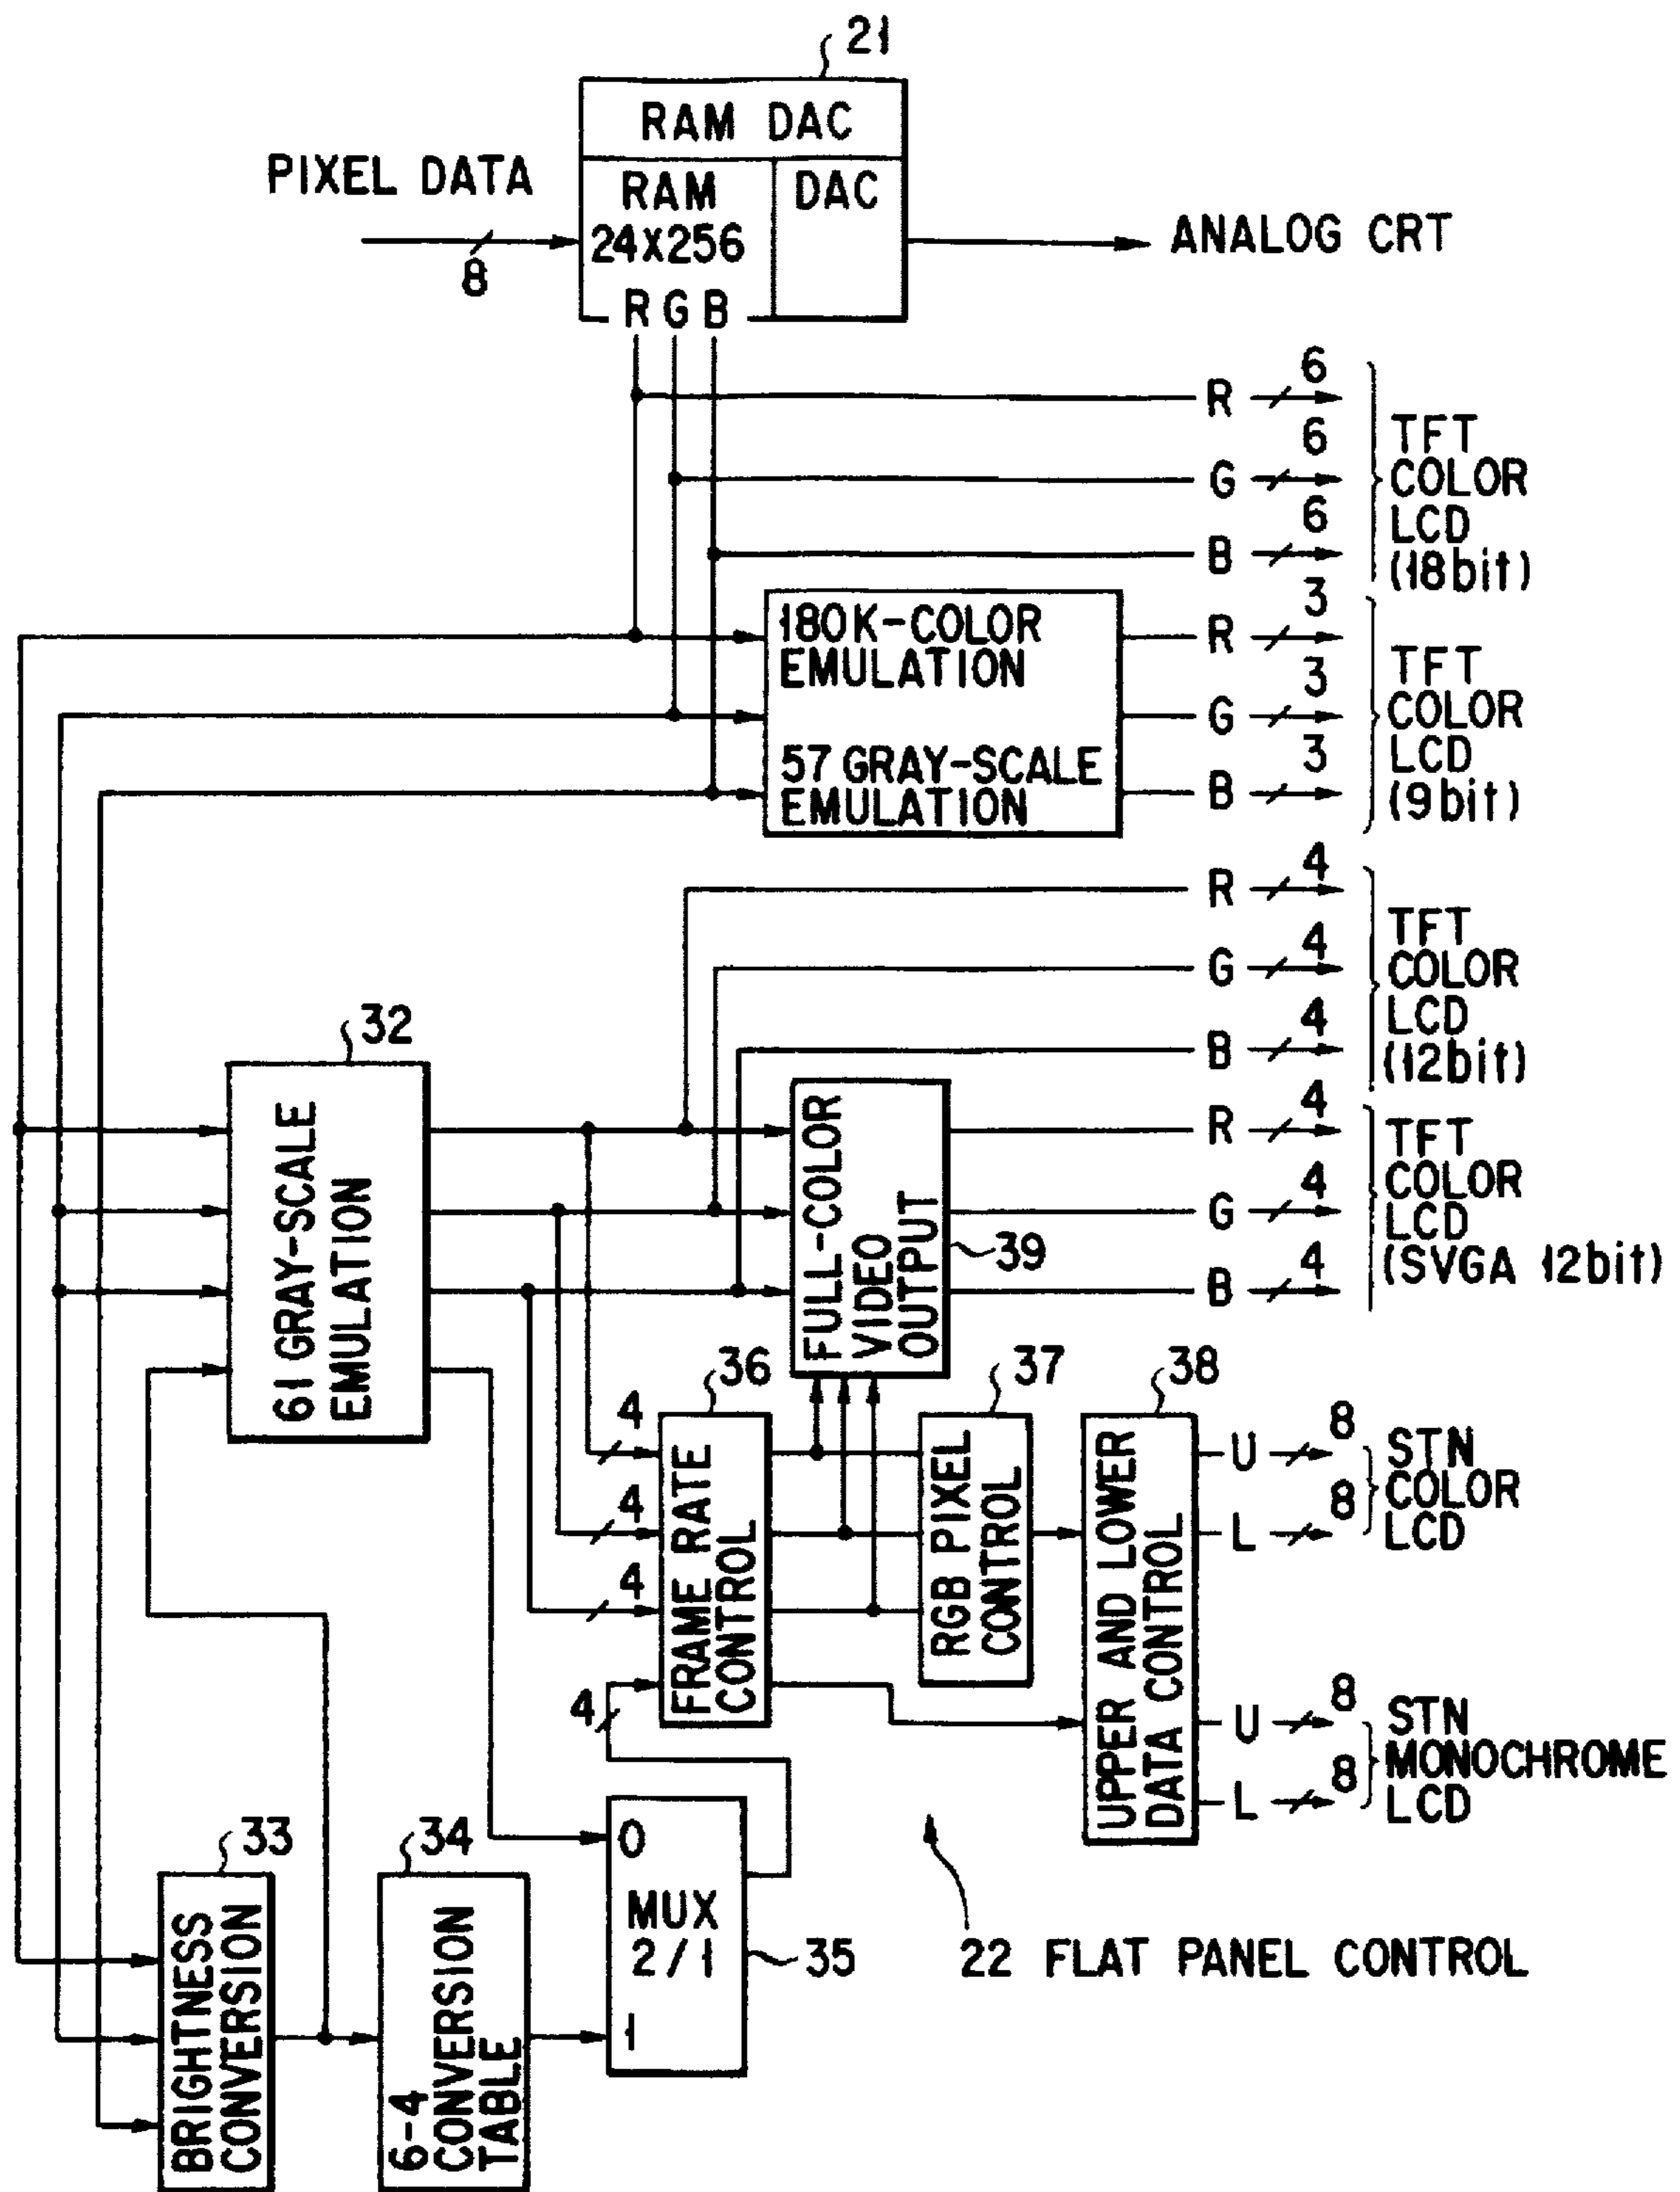 21
RAM DAC
PIXEL DATA
RAM
24X256
DAC
8
ANALOG CRT
R G B
R 6
G 6
B 6
TFT
COLOR
LCD
(18bit)
180K-COLOR
EMULATION
57 GRAY-SCALE
EMULATION
R 3
G 3
B 3
TFT
COLOR
LCD
(9bit)
R 4
G 4
B 4
TFT
COLOR
LCD
(12bit)
32
61 GRAY-SCALE
EMULATION
FULL-COLOR
VIDEO
OUTPUT
39
R 4
G 4
B 4
TFT
COLOR
LCD
(SVGA 12bit)
36
4
4
4
4
FRAME RATE
CONTROL
37
RGB PIXEL
CONTROL
38
UPPER AND LOWER
DATA CONTROL
U 8
L 8
STN
COLOR
LCD
U 8
L 8
STN
MONOCHROME
LCD
33
BRIGHTNESS
CONVERSION
34
6-4
CONVERSION
TABLE
0
MUX
2/1
1
35
22 FLAT PANEL CONTROL